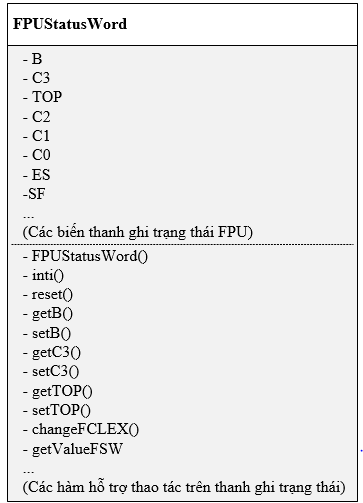 FPUStatusWord
- B
- C3
- TOP
- C2
- C1
- C0
- ES
-SF
...
(Các biến thanh ghi trạng thái FPU)
- FPUStatusWord()
- inti()
- reset()
- getB()
- setB()
- getC3()
- setC3()
- getTOP()
- setTOP()
- changeFCLEX()
- getValueFSW
...
(Các hàm hỗ trợ thao tác trên thanh ghi trạng thái)